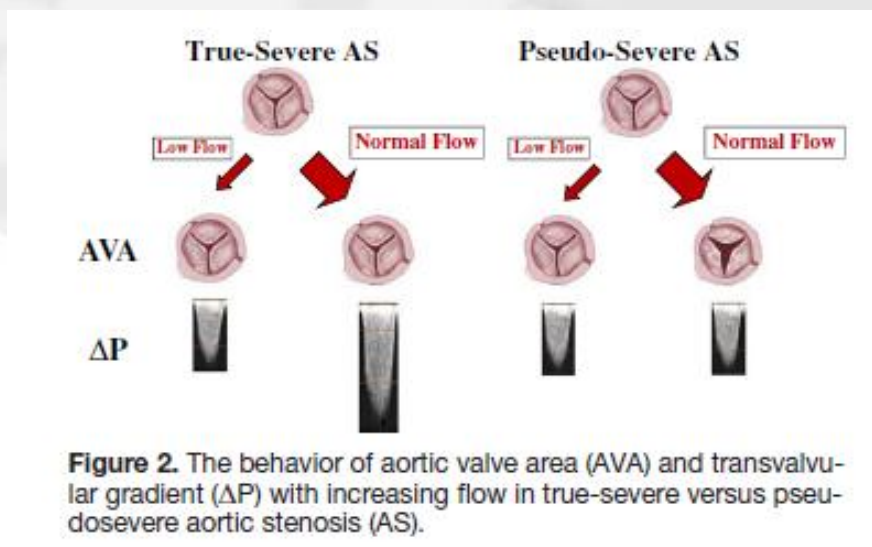 True-Severe AS
Pseudo-Severe AS
Low Flow
Normal Flow
Low Flow
Normal Flow
AVA
ΔP
Figure 2. The behavior of aortic valve area (AVA) and transvalvu-
lar gradient (ΔP) with increasing flow in true-severe versus pseu-
dosevere aortic stenosis (AS).